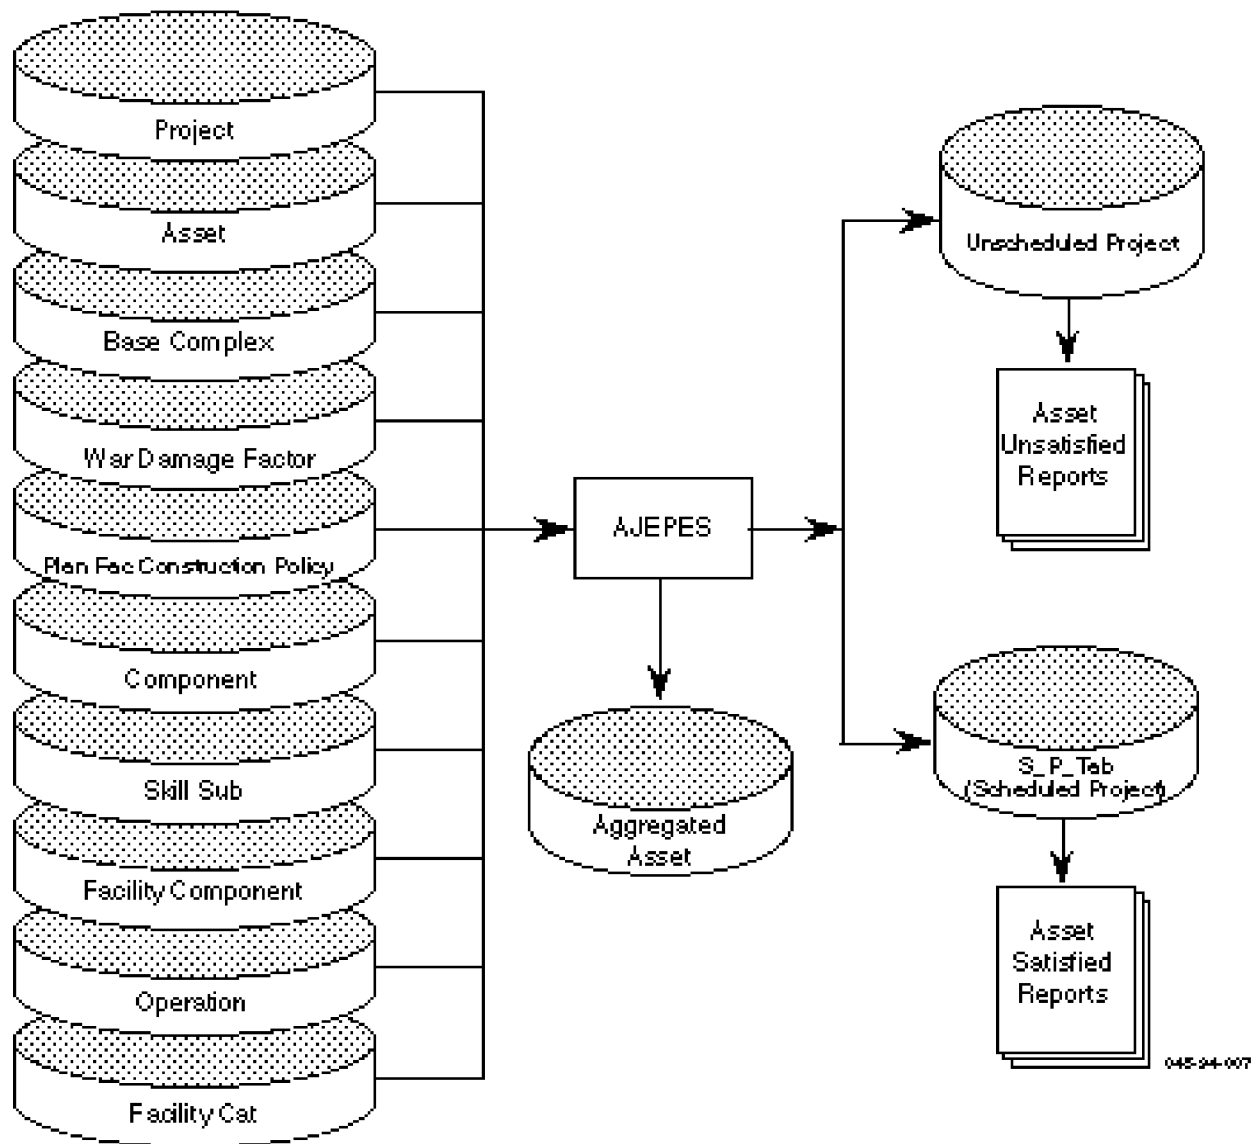 Project
Asset
Base Complex
War Damage Factor
Plan Fac Construction Policy
Component
Skill Sub
Facility Component
Operation
Facility Cat
AJEPES
Aggregated
Asset
Unscheduled Project
Asset
Unsatisfied
Reports
S_P_Tab
(Scheduled Project)
Asset
Satisfied
Reports
045-94-007